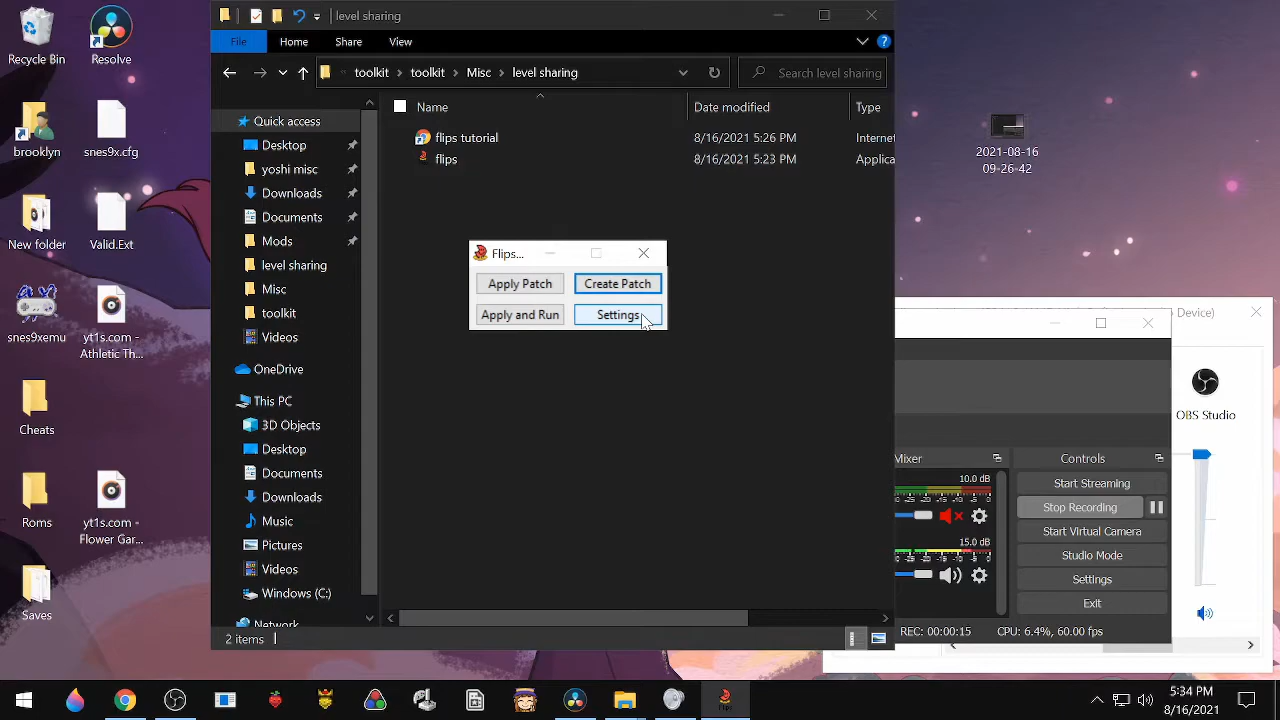 Recycle Bin
Resolve
brooklyn
snes9x.cfg
New folder
Valid.Ext
snes9xemu
yt1s.com -
Athletic Th...
Cheats
Roms
yt1s.com -
Flower Gar...
Saves
level sharing
File
Home
Share
View
toolkit
toolkit
Misc
level sharing
Search level sharing
Name
Date modified
Type
flips tutorial
8/16/2021 5:26 PM
Interne
flips
8/16/2021 5:23 PM
Applica
Quick access
Desktop
yoshi misc
Downloads
Documents
Mods
level sharing
Misc
toolkit
Videos
OneDrive
This PC
3D Objects
Desktop
Documents
Downloads
Music
Pictures
Videos
Windows (C:)
Network
2 items
Flips...
Apply Patch
Create Patch
Apply and Run
Settings
2021-08-16
09-26-42
Device)
OBS Studio
Mixer
Controls
10.0 dB
15.0 dB
Start Streaming
Stop Recording
Start Virtual Camera
Studio Mode
Settings
Exit
REC: 00:00:15
CPU: 6.4%, 60.00 fps
5:34 PM
8/16/2021